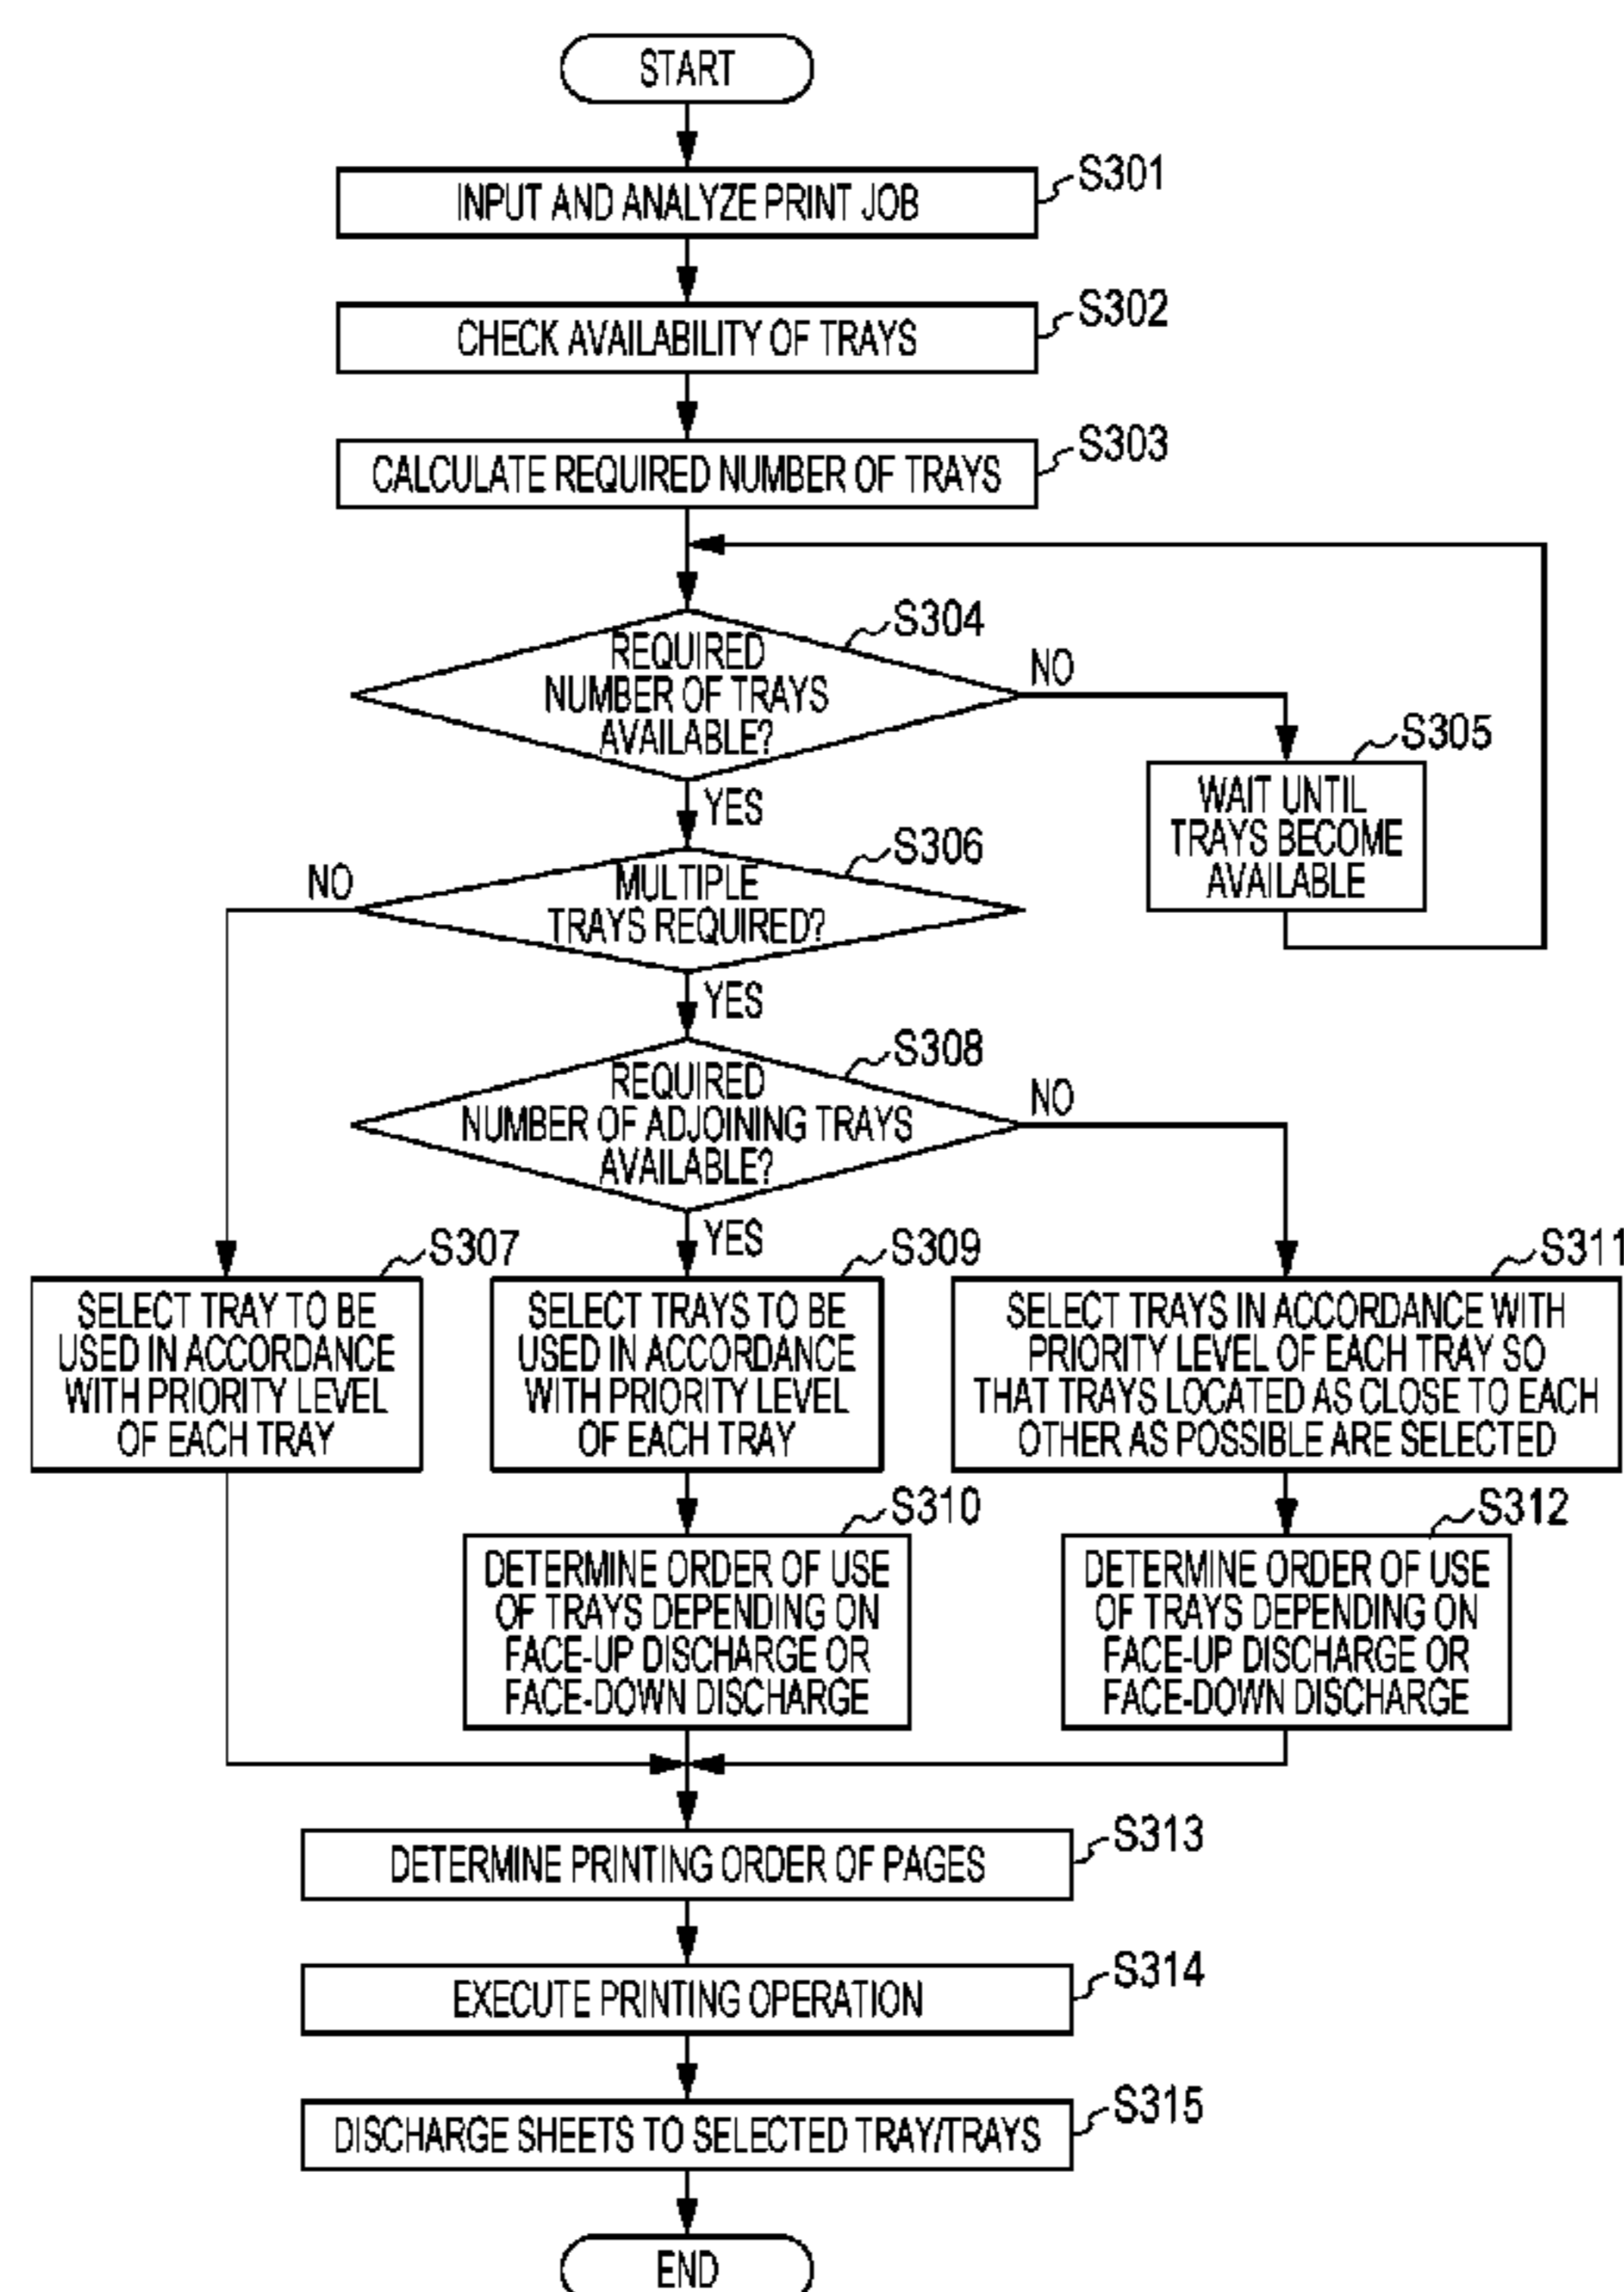 START
S301
INPUT AND ANALYZE PRINT JOB
S302
CHECK AVAILABILITY OF TRAYS
S303
CALCULATE REQUIRED NUMBER OF TRAYS
S304
REQUIRED
NUMBER OF TRAYS
AVAILABLE?
NO
YES
S305
WAIT UNTIL
TRAYS BECOME
AVAILABLE
S306
MULTIPLE
TRAYS REQUIRED?
NO
YES
S308
REQUIRED
NUMBER OF ADJOINING TRAYS
AVAILABLE?
NO
YES
S307
SELECT TRAY TO BE
USED IN ACCORDANCE
WITH PRIORITY LEVEL
OF EACH TRAY
S309
SELECT TRAYS TO BE
USED IN ACCORDANCE
WITH PRIORITY LEVEL
OF EACH TRAY
S311
SELECT TRAYS IN ACCORDANCE WITH
PRIORITY LEVEL OF EACH TRAY SO
THAT TRAYS LOCATED AS CLOSE TO EACH
OTHER AS POSSIBLE ARE SELECTED
S310
DETERMINE ORDER OF USE
OF TRAYS DEPENDING ON
FACE-UP DISCHARGE OR
FACE-DOWN DISCHARGE
S312
DETERMINE ORDER OF USE
OF TRAYS DEPENDING ON
FACE-UP DISCHARGE OR
FACE-DOWN DISCHARGE
S313
DETERMINE PRINTING ORDER OF PAGES
S314
EXECUTE PRINTING OPERATION
S315
DISCHARGE SHEETS TO SELECTED TRAY/TRAYS
END